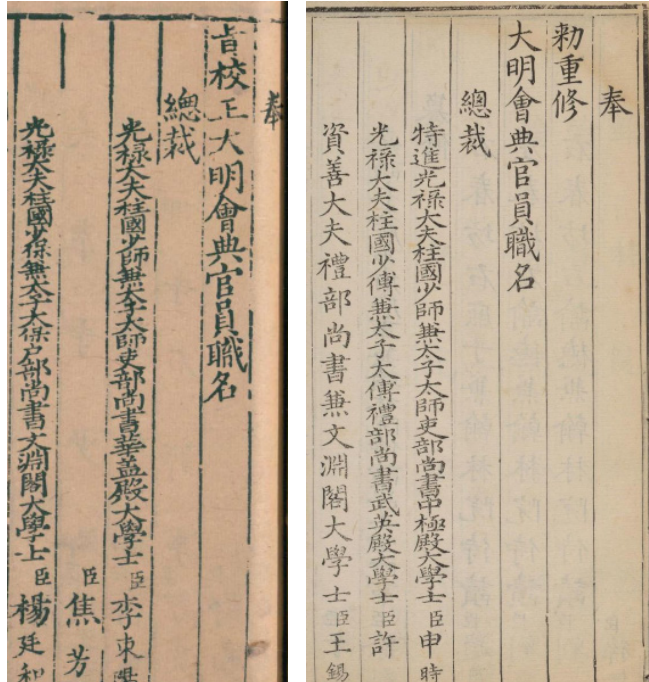 奉
旨校正大明會典官員職名
總裁
光祿大夫柱國少師兼太子太師吏部尚書華蓋殿大學士臣李東陽
臣焦芳
光祿大夫柱國少保兼太子太保戶部尚書文淵閣大學士臣楊廷和
奉
勑重修
大明會典官員職名
總裁
特進光祿大夫柱國少師兼太子太師吏部尚書中極殿大學士臣申時
光祿大夫柱國少傅兼太子太傅禮部尚書武英殿大學士臣許
資善大夫禮部尚書兼文淵閣大學士臣王錫